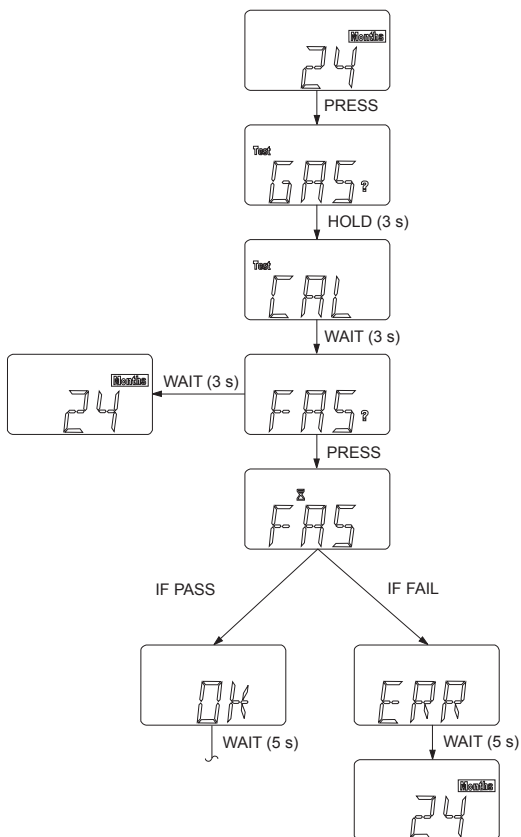 Months
24
PRESS
Test
GAS?
HOLD (3 s)
Test
CAL
WAIT (3 s)
Months
24
WAIT (3 s)
FAS?
PRESS
FAS
IF PASS
IF FAIL
OK
ERR
WAIT (5 s)
WAIT (5 s)
Months
24